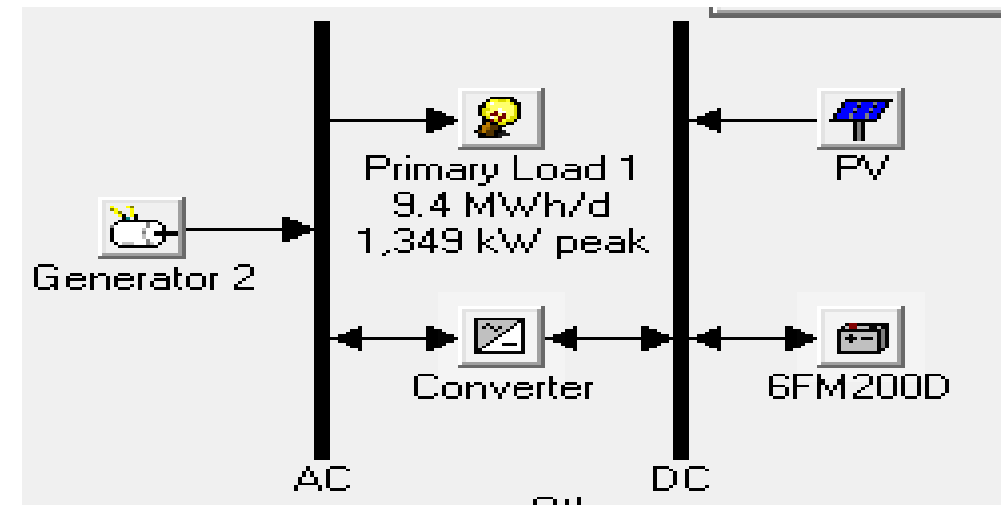 Primary Load 1
9.4 MWh/d
1,349 kW peak
PV
Generator 2
Converter
6FM200D
AC
DC